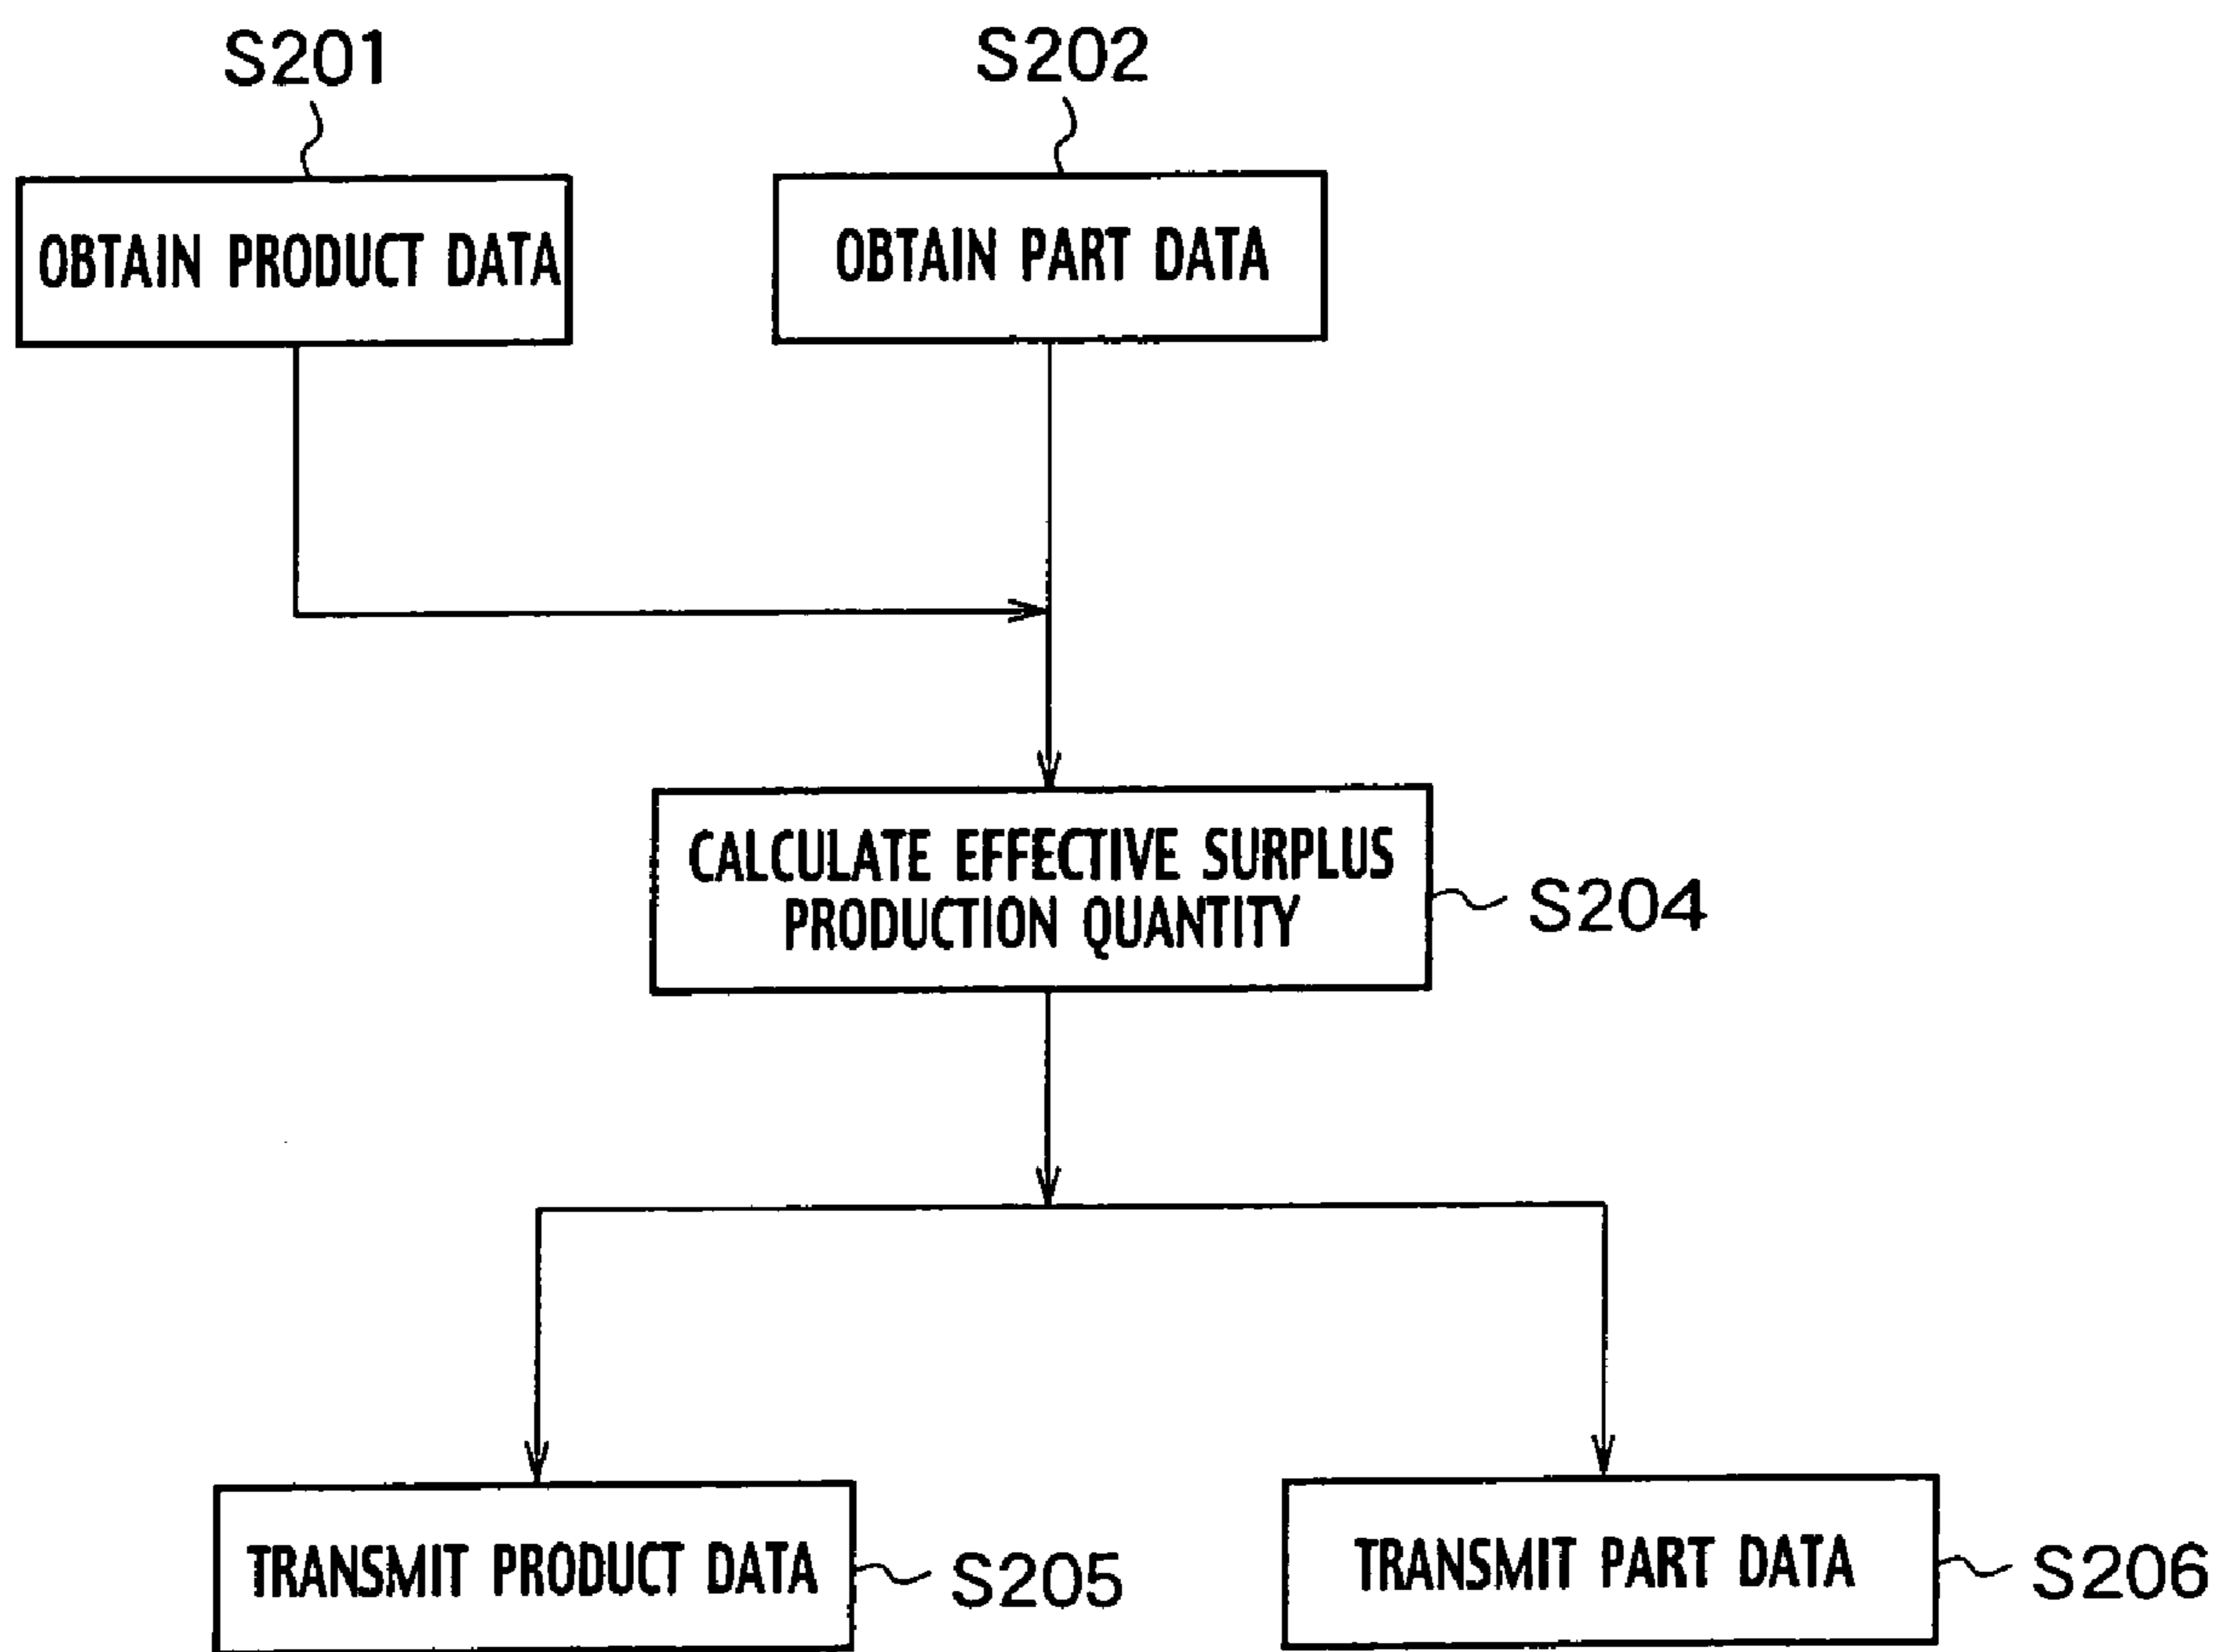 S201
S202
OBTAIN PRODUCT DATA
OBTAIN PART DATA
CALCULATE EFFECTIVE SURPLUS
PRODUCTION QUANTITY
S204
TRANSMIT PRODUCT DATA
S205
TRANSMIT PART DATA
S206